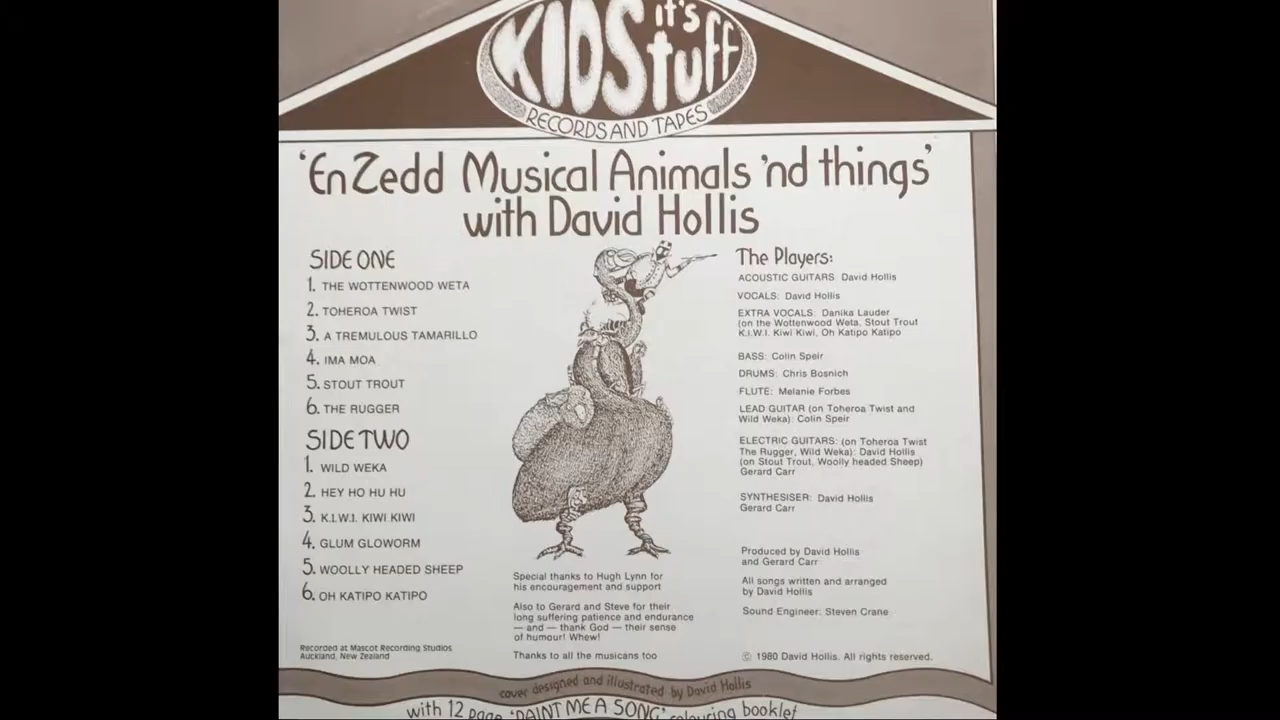 KIDS it's stuff
RECORDS AND TAPES
'En Zedd Musical Animals 'nd things'
with David Hollis
SIDE ONE
1. THE WOTTENWOOD WETA
2. TOHEROA TWIST
3. A TREMULOUS TAMARILLO
4. IMA MOA
5. STOUT TROUT
6. THE RUGGER
SIDE TWO
1. WILD WEKA
2. HEY HO HU HU
3. K.I.W.I. KIWI KIWI
4. GLUM GLOWORM
5. WOOLLY HEADED SHEEP
6. OH KATIPO KATIPO
Recorded at Mascot Recording Studios
Auckland, New Zealand
Special thanks to Hugh Lynn for
his encouragement and support
Also to Gerard and Steve for their
long suffering patience and endurance
— and — thank God — their sense
of humour! Whew!
Thanks to all the musicans too
The Players:
ACOUSTIC GUITARS David Hollis
VOCALS: David Hollis
EXTRA VOCALS: Danika Lauder
(on the Wottenwood Weta, Stout Trout
K.I.W.I. Kiwi Kiwi, Oh Katipo Katipo
BASS: Colin Speir
DRUMS: Chris Bosnich
FLUTE: Melanie Forbes
LEAD GUITAR (on Toheroa Twist and
Wild Weka): Colin Speir
ELECTRIC GUITARS: (on Toheroa Twist
The Rugger, Wild Weka): David Hollis
(on Stout Trout, Woolly headed Sheep)
Gerard Carr
SYNTHESISER: David Hollis
Gerard Carr
Produced by David Hollis
and Gerard Carr
All songs written and arranged
by David Hollis
Sound Engineer: Steven Crane
© 1980 David Hollis. All rights reserved.
cover designed and illustrated by David Hollis
with 12 page 'PAINT ME A SONG' colouring booklet